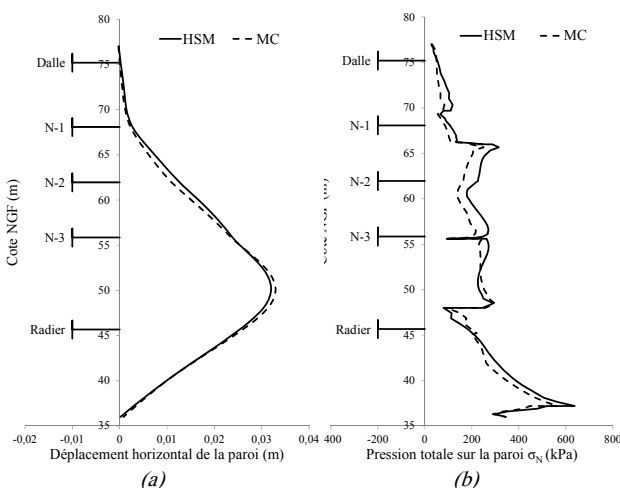 80
HSM
MC
Dalle
75
70
N-1
65
N-2
60
N-3
55
50
Radier
45
40
35
Cote NGF (m)
-0,02
-0,01
0
0,01
0,02
0,03
0,04
Déplacement horizontal de la paroi (m)
(a)
80
HSM
MC
Dalle
75
70
N-1
65
N-2
60
N-3
55
50
Radier
45
40
35
400
-200
0
200
400
600
800
Pression totale sur la paroi σN (kPa)
(b)